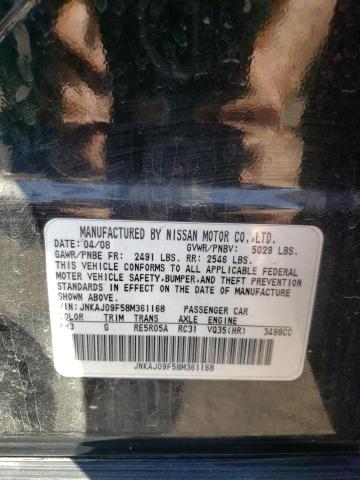 MANUFACTURED BY NISSAN MOTOR CO.,LTD.
DATE: 04/08 GVWR/PNBV: 5029 LBS.
GAWR/PNBE FR: 2491 LBS. RR: 2546 LBS.
THIS VEHICLE CONFORMS TO ALL APPLICABLE FEDERAL
MOTOR VEHICLE SAFETY, BUMPER, AND THEFT PREVENTION
STANDARDS IN EFFECT ON THE DATE OF MANUFACTURE
SHOWN ABOVE.
/IN:JNKAJ09F58M361168 PASSENGER CAR
COLOR TRIM TRANS AXLE ENGINE
G RE5R05A RC31 VQ35(HR) 3498CC
JNKAJ09F58M361168